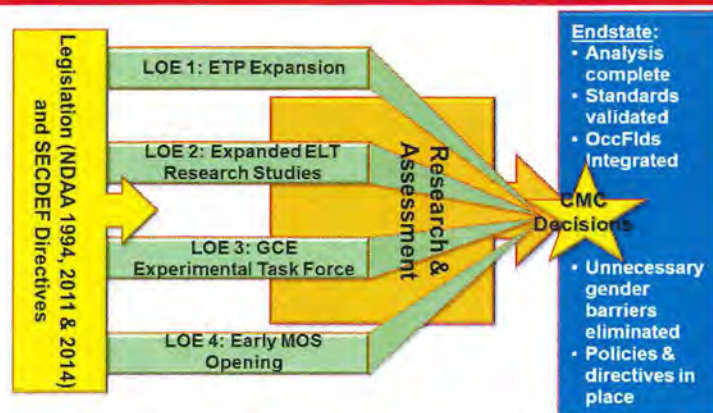 Legislation (NDAA 1994, 2011 & 2014)
and SECDEF Directives
LOE 1: ETP Expansion
LOE 2: Expanded ELT
Research Studies
LOE 3: GCE
Experimental Task Force
LOE 4: Early MOS
Opening
Research &
Assessment
CMC
Decisions
Endstate:
• Analysis
complete
• Standards
validated
• OccFlds
Integrated
• Unnecessary
gender
barriers
eliminated
• Policies &
directives in
place